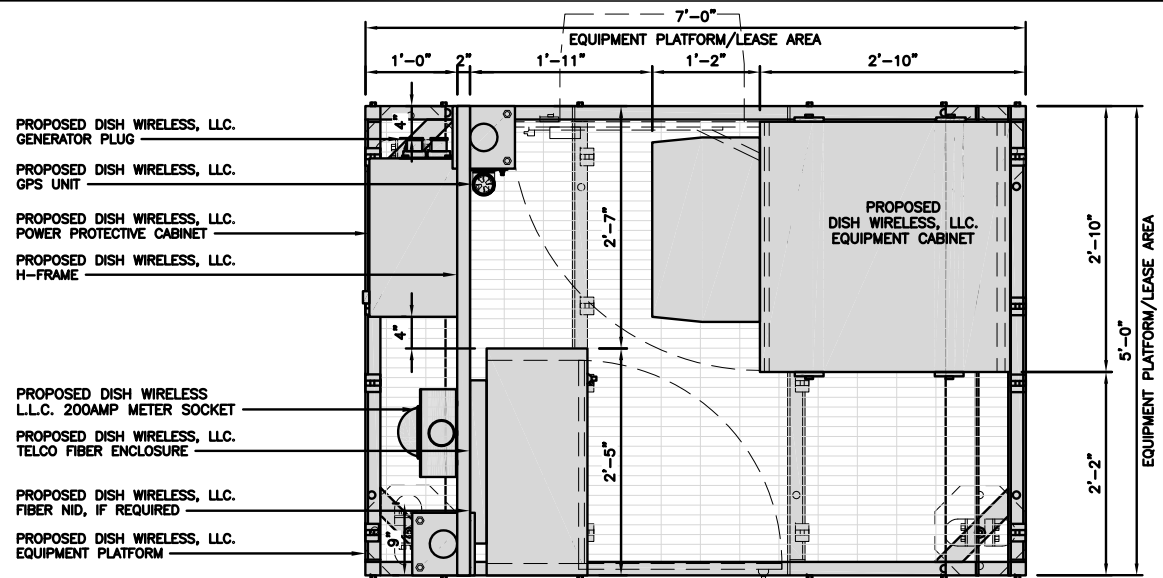 7'-0"
EQUIPMENT PLATFORM/LEASE AREA
1'-0"
2"
1'-11"
1'-2"
2'-10"
PROPOSED DISH WIRELESS, LLC.
GENERATOR PLUG
PROPOSED DISH WIRELESS, LLC.
GPS UNIT
PROPOSED DISH WIRELESS, LLC.
POWER PROTECTIVE CABINET
PROPOSED DISH WIRELESS, LLC.
H-FRAME
PROPOSED DISH WIRELESS
L.L.C. 200AMP METER SOCKET
PROPOSED DISH WIRELESS, LLC.
TELCO FIBER ENCLOSURE
PROPOSED DISH WIRELESS, LLC.
FIBER NID, IF REQUIRED
PROPOSED DISH WIRELESS, LLC.
EQUIPMENT PLATFORM
4"
4"
9"
2'-7"
2'-5"
PROPOSED
DISH WIRELESS, LLC.
EQUIPMENT CABINET
2'-10"
2'-2"
5'-0"
EQUIPMENT PLATFORM/LEASE AREA